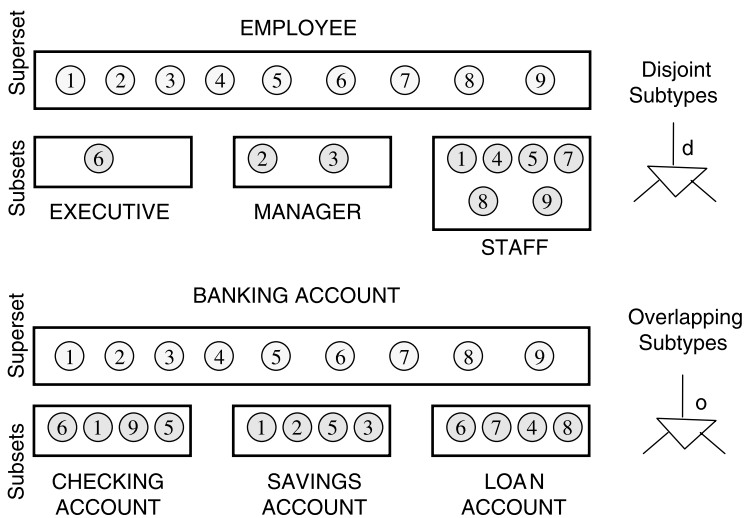 EMPLOYEE
Superset
1 2 3 4 5 6 7 8 9
Disjoint
Subtypes
d
Subsets
6
2 3
1 4 5 7
8 9
EXECUTIVE
MANAGER
STAFF
BANKING ACCOUNT
Superset
1 2 3 4 5 6 7 8 9
Overlapping
Subtypes
o
Subsets
6 1 9 5
1 2 5 3
6 7 4 8
CHECKING
ACCOUNT
SAVINGS
ACCOUNT
LOAN
ACCOUNT